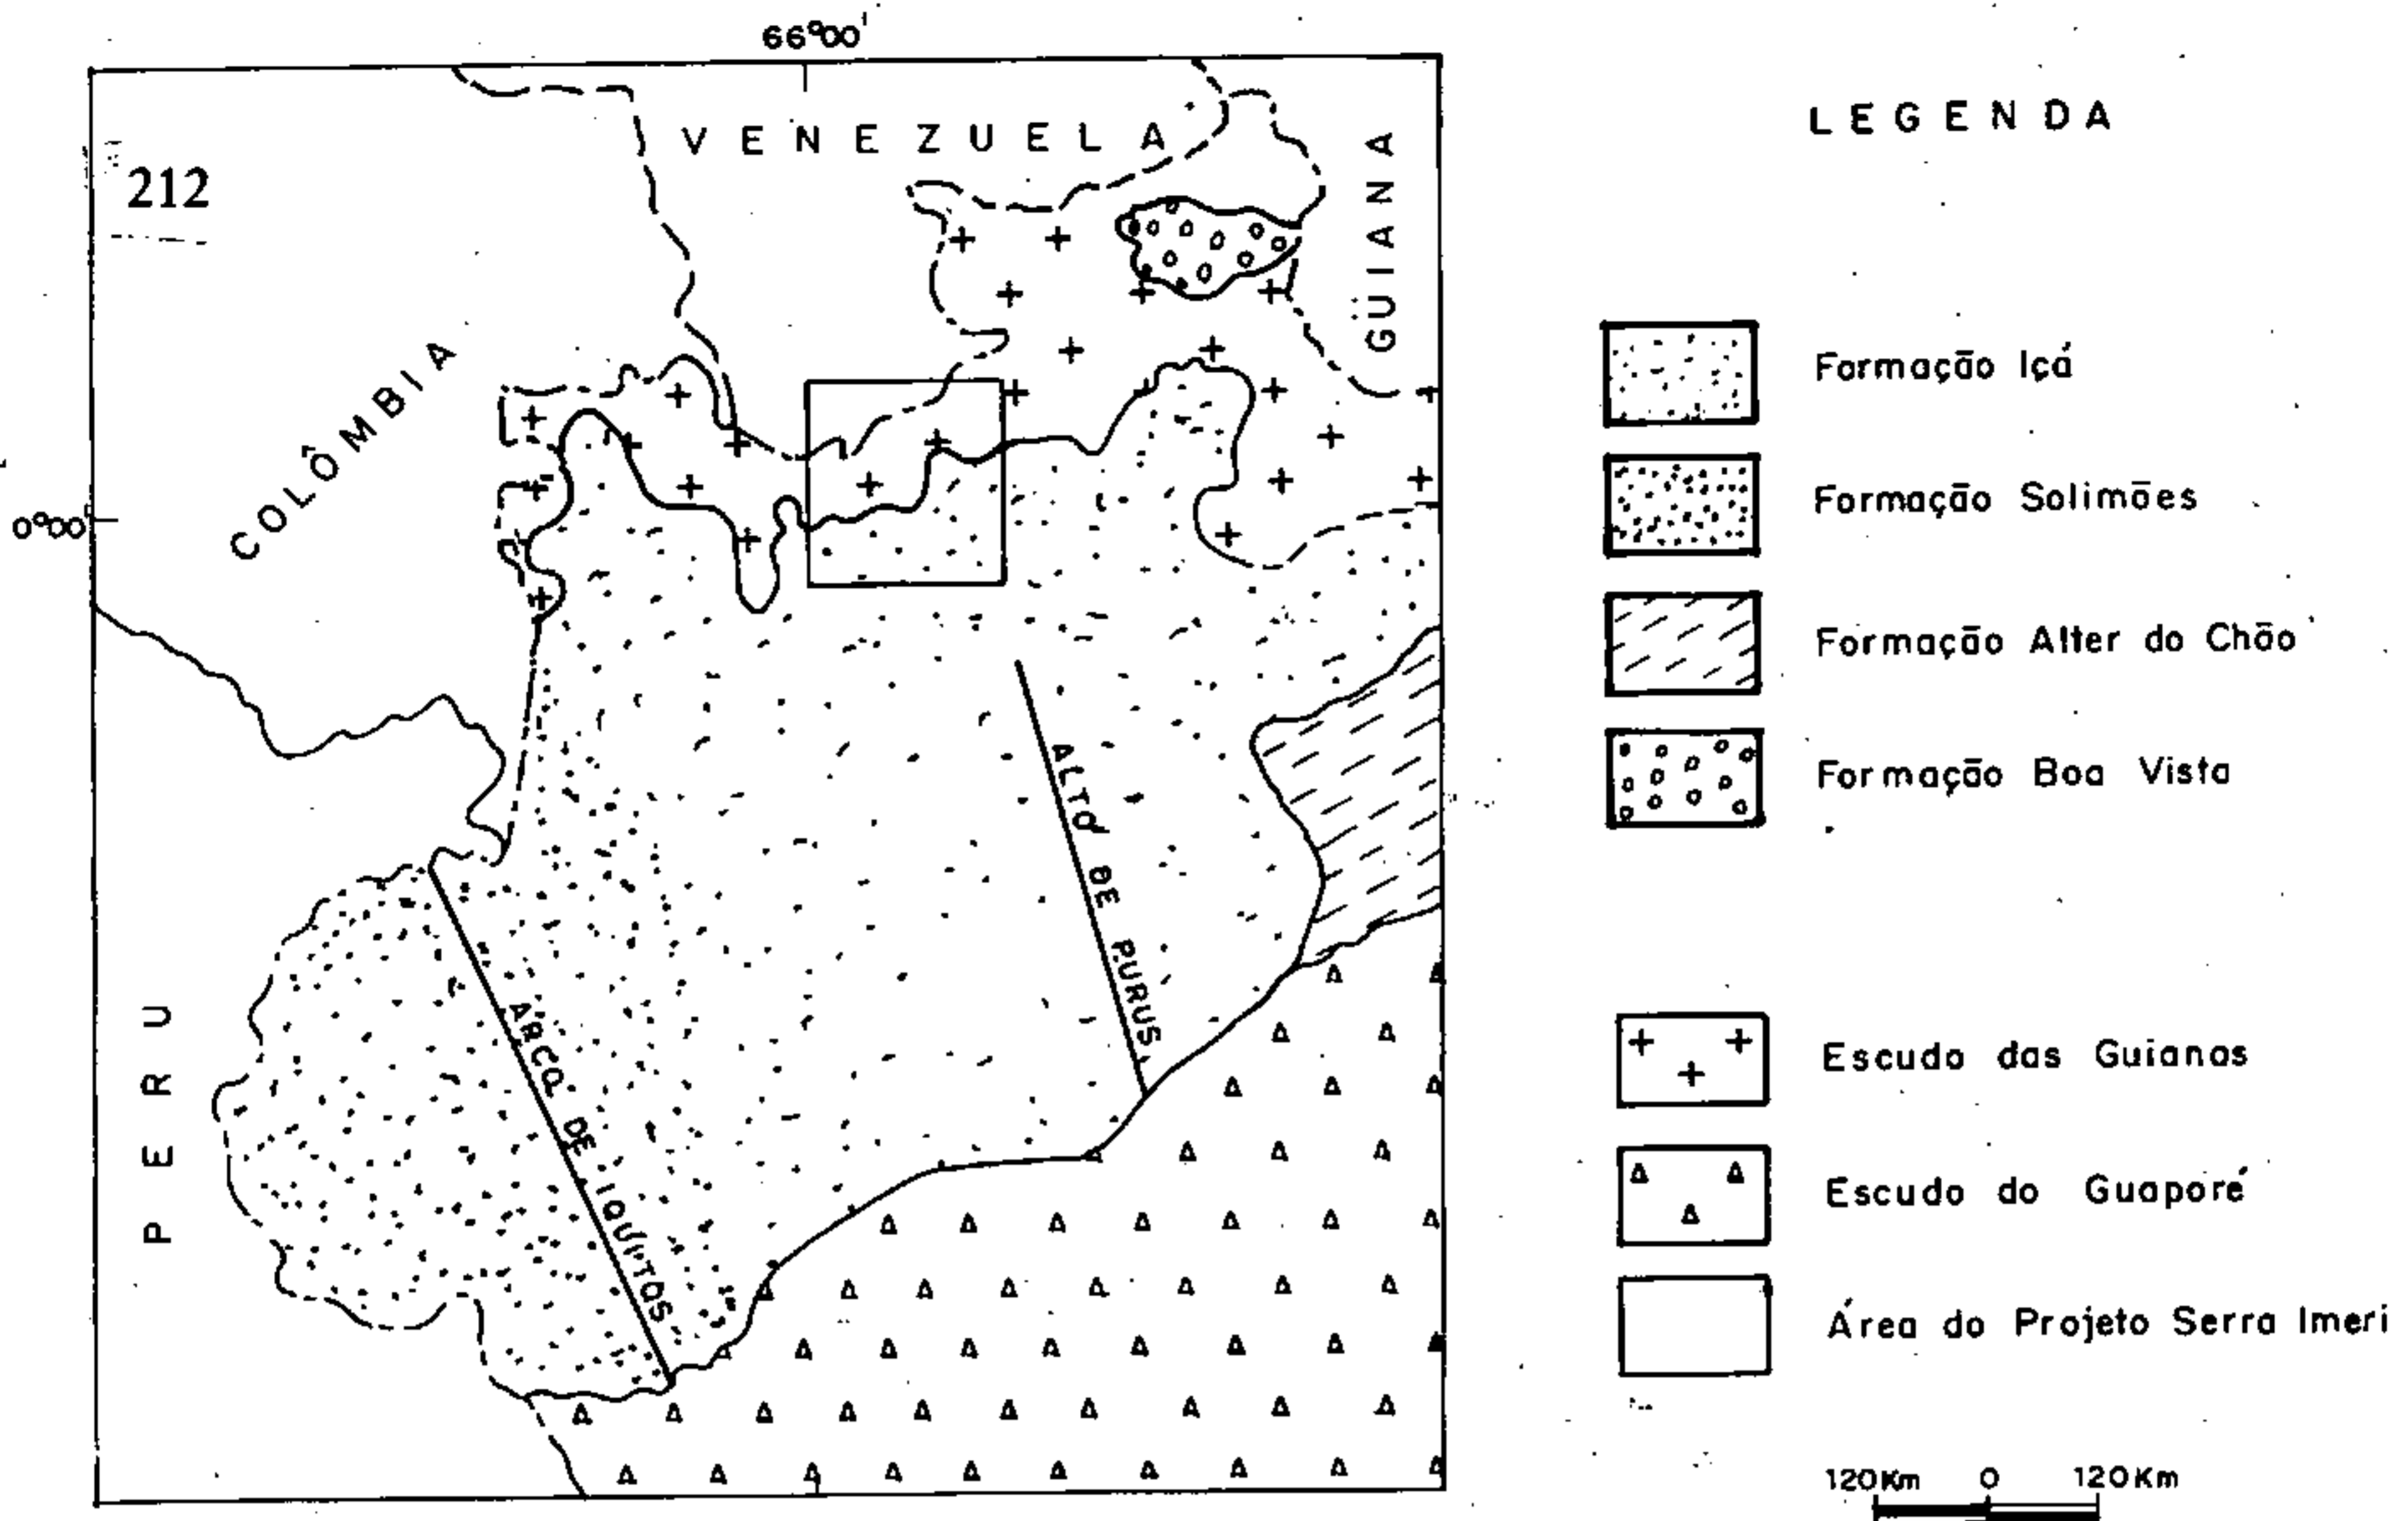 66°00'
VENEZUELA
GÜIANA
212
COLÔMBIA
0°00'
ALTO DE PURUS
ARCO DE IQUITOS
PERU
LEGENDA
Formação Içá
Formação Solimões
Formação Alter do Chão
Formação Boa Vista
Escudo das Guianas
Escudo do Guaporé
Área do Projeto Serra Imeri
120Km 0 120Km